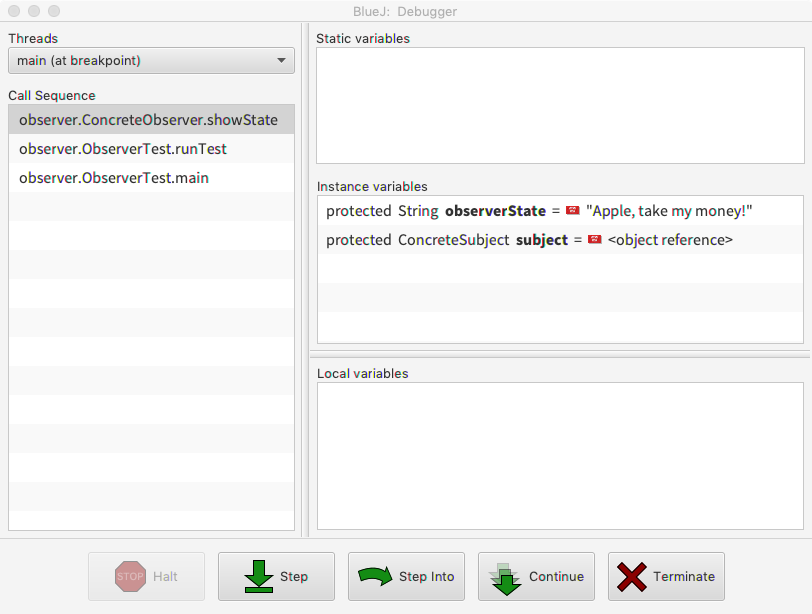 BlueJ: Debugger
Threads
main (at breakpoint)
Call Sequence
observer.ConcreteObserver.showState
observer.ObserverTest.runTest
observer.ObserverTest.main
Static variables
Instance variables
protected String observerState = "Apple, take my money!"
protected ConcreteSubject subject = <object reference>
Local variables
STOP Halt
Step
Step Into
Continue
Terminate